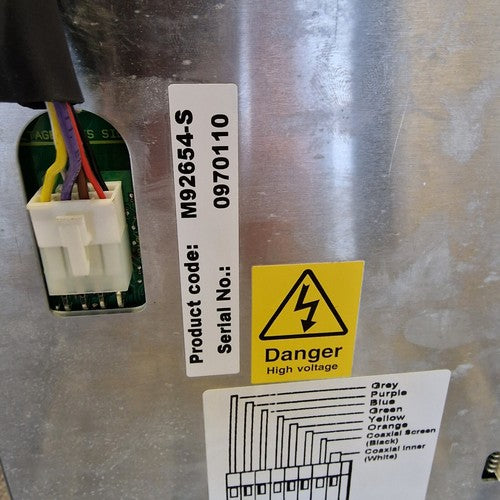 Product code: M92654-S
Serial No.: 0970110
Danger
High voltage
Grey
Purple
Blue
Green
Yellow
Orange
Coaxial Screen
(Black)
Coaxial Inner
(White)